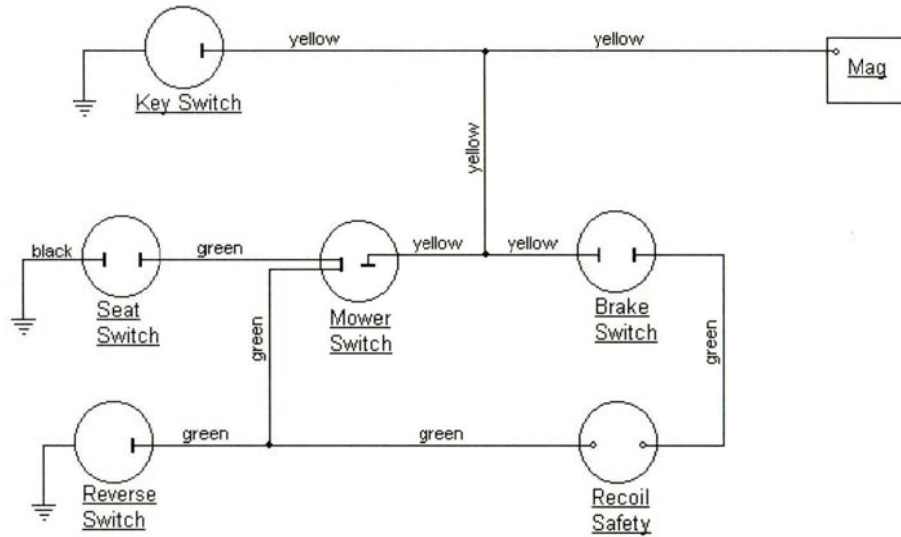 yellow
yellow
Mag
Key Switch
yellow
black
green
yellow
yellow
Seat
Switch
Mower
Switch
Brake
Switch
green
green
green
green
Reverse
Switch
Recoil
Safety